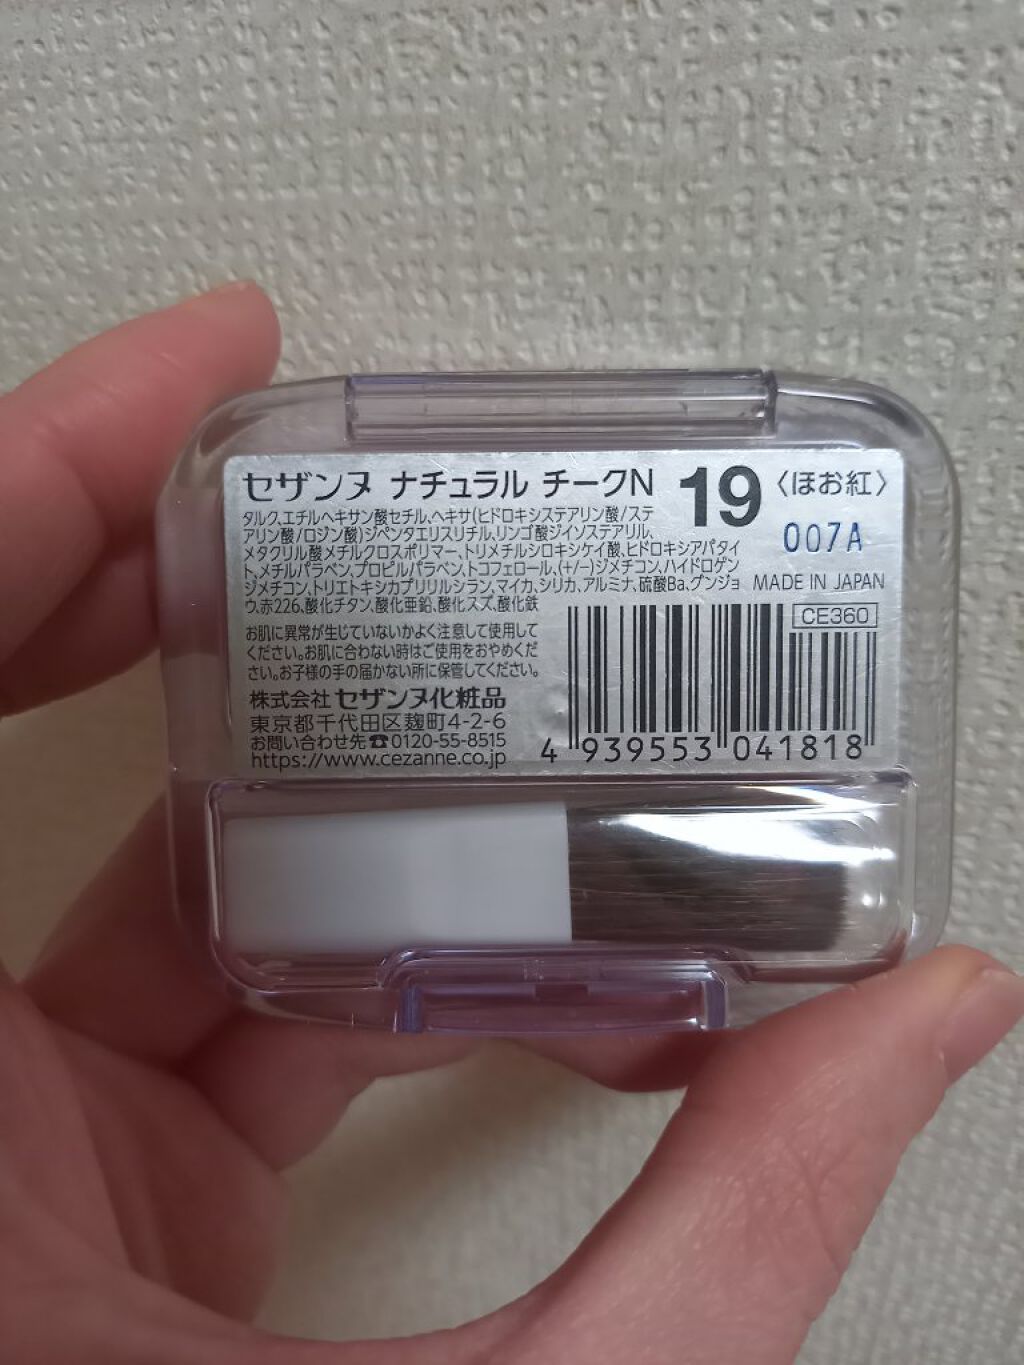 セザンヌ ナチュラル チークN 19 〈ほお紅〉
タルク、エチルヘキサン酸セチル、ヘキサ(ヒドロキシステアリン酸/ステ
アリン酸/ロジン酸)ジペンタエリスリチル、リンゴ酸ジイソステアリル、
メタクリル酸メチルクロスポリマー、トリメチルシロキシケイ酸、ヒドロキシアパタイ
ト、メチルパラベン、プロピルパラベン、トコフェロール、(+/-)ジメチコン、ハイドロゲン
ジメチコン、トリエトキシカプリリルシラン、マイカ、シリカ、アルミナ、硫酸Ba、グンジョ
ウ、赤226、酸化チタン、酸化亜鉛、酸化スズ、酸化鉄
007A
MADE IN JAPAN
CE360
お肌に異常が生じていないかよく注意して使用して
ください。お肌に合わない時はご使用をおやめくだ
さい。お子様の手の届かない所に保管してください。
株式会社 セザンヌ化粧品
東京都千代田区麹町4-2-6
お問い合わせ先☎0120-55-8515
https://www.cezanne.co.jp
4 939553 041818